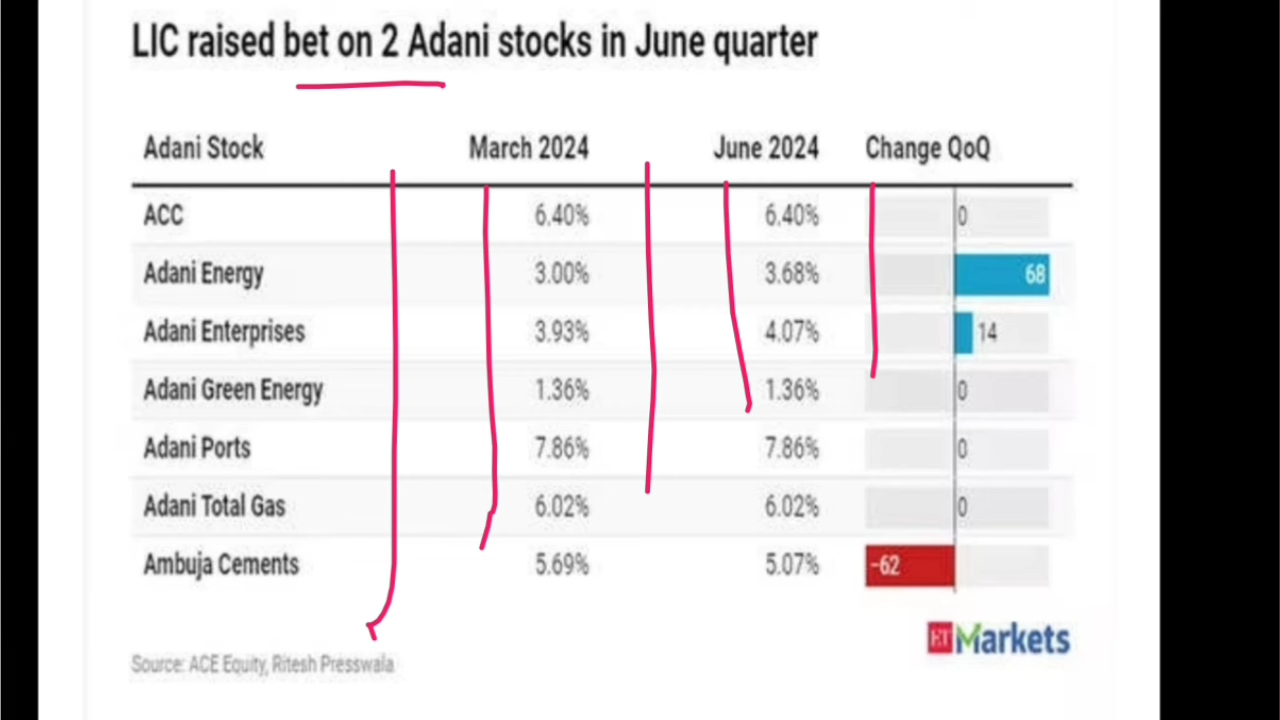 LIC raised bet on 2 Adani stocks in June quarter
Adani Stock March 2024 June 2024 Change QoQ
ACC 6.40% 6.40% 0
Adani Energy 3.00% 3.68% 68
Adani Enterprises 3.93% 4.07% 14
Adani Green Energy 1.36% 1.36% 0
Adani Ports 7.86% 7.86% 0
Adani Total Gas 6.02% 6.02% 0
Ambuja Cements 5.69% 5.07% -62
ET Markets
Source: ACE Equity, Ritesh Presswala